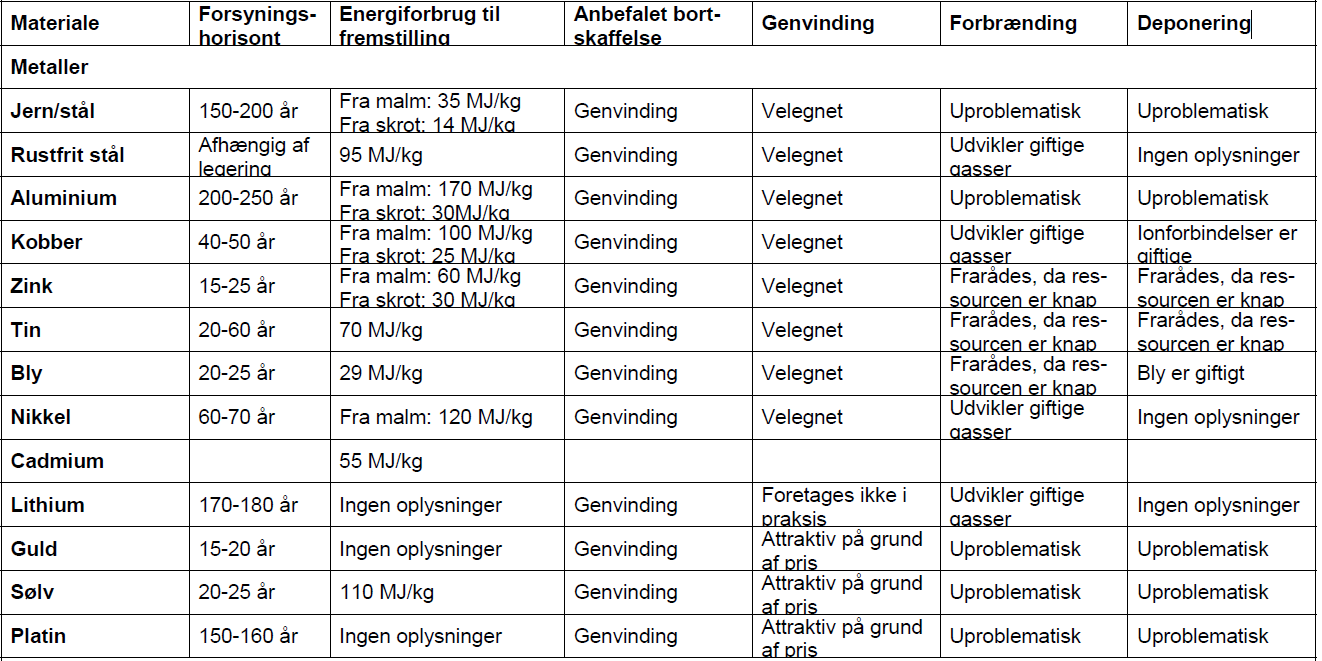 Materiale
Forsynings-
horisont
Energiforbrug til
fremstilling
Anbefalet bort-
skaffelse
Genvinding
Forbrænding
Deponering
Metaller
Jern/stål
150-200 år
Fra malm: 35 MJ/kg
Fra skrot: 14 MJ/kg
Genvinding
Velegnet
Uproblematisk
Uproblematisk
Rustfrit stål
Afhængig af
legering
95 MJ/kg
Genvinding
Velegnet
Udvikler giftige
gasser
Ingen oplysninger
Aluminium
200-250 år
Fra malm: 170 MJ/kg
Fra skrot: 30MJ/kg
Genvinding
Velegnet
Uproblematisk
Uproblematisk
Kobber
40-50 år
Fra malm: 100 MJ/kg
Fra skrot: 25 MJ/kg
Genvinding
Velegnet
Udvikler giftige
gasser
Ionforbindelser er
giftige
Zink
15-25 år
Fra malm: 60 MJ/kg
Fra skrot: 30 MJ/kg
Genvinding
Velegnet
Frarådes, da res-
sourcen er knap
Frarådes, da res-
sourcen er knap
Tin
20-60 år
70 MJ/kg
Genvinding
Velegnet
Frarådes, da res-
sourcen er knap
Frarådes, da res-
sourcen er knap
Bly
20-25 år
29 MJ/kg
Genvinding
Velegnet
Frarådes, da res-
sourcen er knap
Bly er giftigt
Nikkel
60-70 år
Fra malm: 120 MJ/kg
Genvinding
Velegnet
Udvikler giftige
gasser
Ingen oplysninger
Cadmium
55 MJ/kg
Lithium
170-180 år
Ingen oplysninger
Genvinding
Foretages ikke i
praksis
Udvikler giftige
gasser
Ingen oplysninger
Guld
15-20 år
Ingen oplysninger
Genvinding
Attraktiv på grund
af pris
Uproblematisk
Uproblematisk
Sølv
20-25 år
110 MJ/kg
Genvinding
Attraktiv på grund
af pris
Uproblematisk
Uproblematisk
Platin
150-160 år
Ingen oplysninger
Genvinding
Attraktiv på grund
af pris
Uproblematisk
Uproblematisk